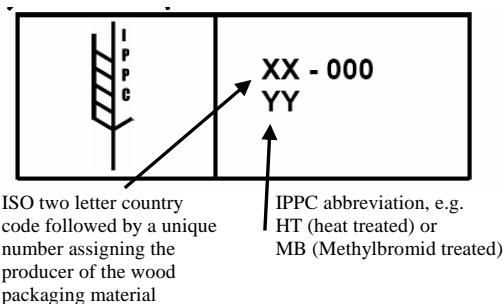 I
P
P
C
XX - 000
YY
ISO two letter country
code followed by a unique
number assigning the
producer of the wood
packaging material
IPPC abbreviation, e.g.
HT (heat treated) or
MB (Methylbromid treated)